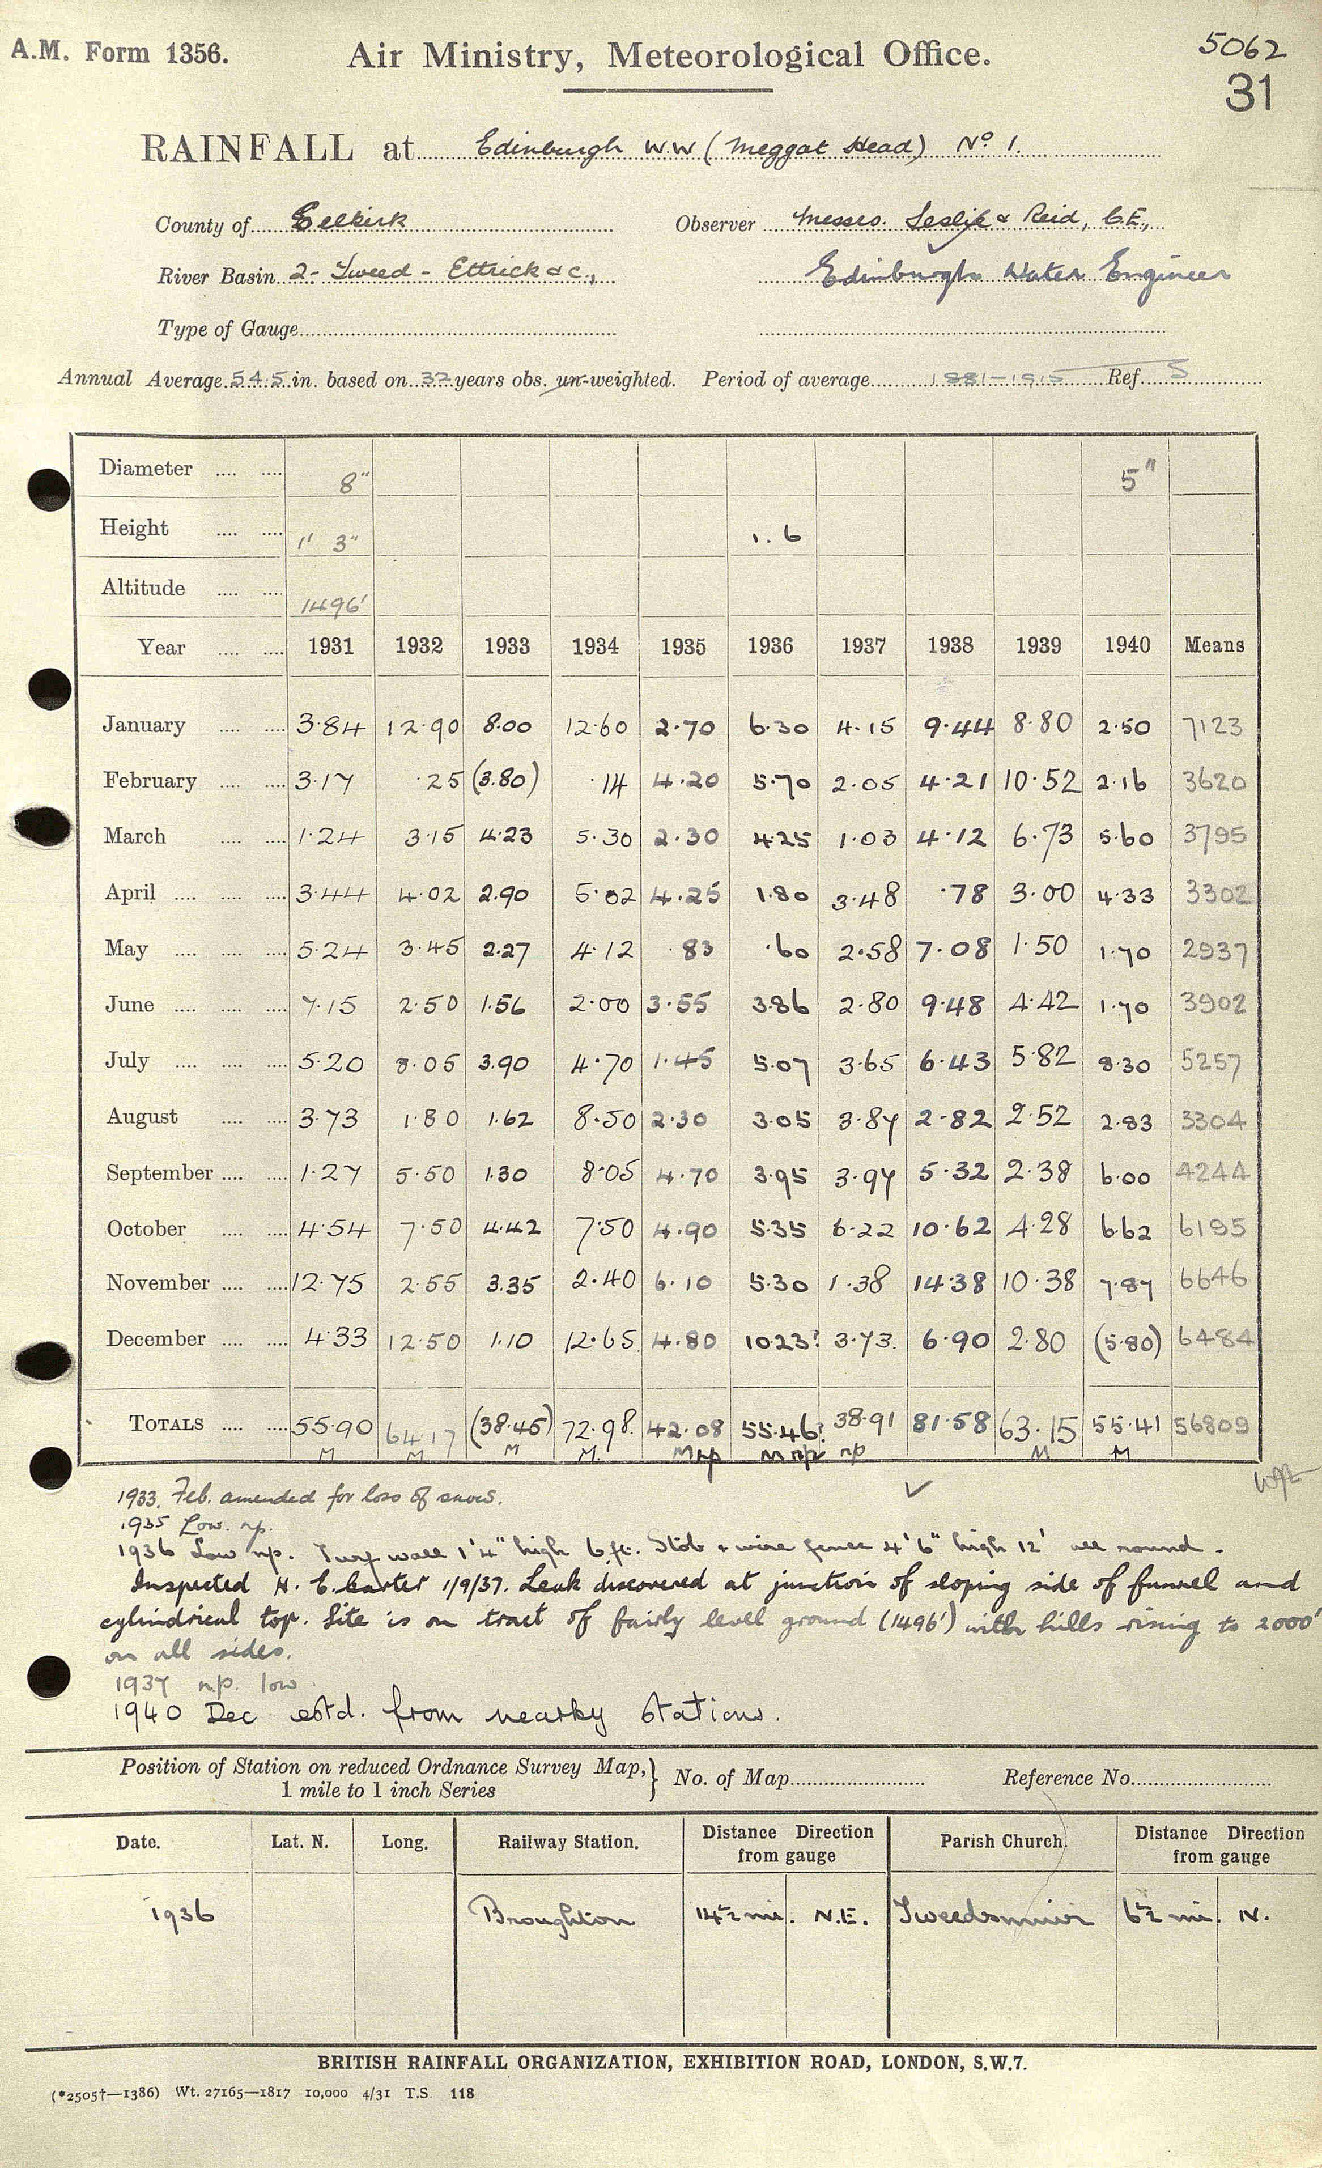 A.M. Form 1356. Air Ministry, Meteorological Office. 5062
31
RAINFALL at Edinburgh W.W (Meggat Head) No 1.
County of Selkirk Observer Messrs. Leslie & Reid, C.E.,
River Basin 2 - Tweed - Ettrick &c., Edinburgh Water Engineer
Type of Gauge
Annual Average 54.5 in. based on 32 years obs. un-weighted. Period of average 1881-1915 Ref. 5
Diameter 8" 5"
Height 1' 3" 1.6
Altitude 1496'
Year 1931 1932 1933 1934 1935 1936 1937 1938 1939 1940 Means
January 3.84 12.90 8.00 12.60 2.70 6.30 4.15 9.44 8.80 2.50 7123
February 3.17 .25 (3.80) .14 4.20 5.70 2.05 4.21 10.52 2.16 3620
March 1.24 3.15 4.23 5.30 2.30 4.25 1.03 4.12 6.73 5.60 3795
April 3.44 4.02 2.90 5.02 4.25 1.80 3.48 .78 3.00 4.33 3302
May 5.24 3.45 2.27 4.12 .83 .60 2.58 7.08 1.50 1.70 2937
June 7.15 2.50 1.56 2.00 3.55 3.86 2.80 9.48 4.42 1.70 3902
July 5.20 8.05 3.90 4.70 1.45 5.07 3.65 6.43 5.82 8.30 5257
August 3.73 1.80 1.62 8.50 2.30 3.05 3.87 2.82 2.52 2.83 3304
September 1.27 5.50 1.30 8.05 4.70 3.95 3.97 5.32 2.38 6.00 4244
October 4.54 7.50 4.42 7.50 4.90 5.35 6.22 10.62 4.28 6.62 6195
November 12.75 2.55 3.35 2.40 6.10 5.30 1.38 14.38 10.38 7.87 6646
December 4.33 12.50 1.10 12.65 4.80 10.23? 3.73 6.90 2.80 (5.80) 6484
TOTALS 55.90 64.17 (38.45) 72.98 42.08 55.46? 38.91 81.58 63.15 55.41 56809
M M M M. M np M np np M M
1933. Feb. amended for loss of snow.
1935 Low. np.
1936 Low np. Turf wall 1'4" high 6 ft. Stob & wire fence 4'6" high 12' all round.
Inspected H. E. Carter 1/9/37. Leak discovered at junction of sloping side of funnel and
cylindrical top. Site is on tract of fairly level ground (1496') with hills rising to 2000'
on all sides.
1937 np. low
1940 Dec estd. from nearby stations.
Position of Station on reduced Ordnance Survey Map,} No. of Map Reference No.
1 mile to 1 inch Series
Date. Lat. N. Long. Railway Station. Distance Direction from gauge Parish Church. Distance Direction from gauge
1936 Broughton 14½ mi. N.E. Tweedsmuir 6½ mi. N.
BRITISH RAINFALL ORGANIZATION, EXHIBITION ROAD, LONDON, S.W.7.
(*2505†—1386) Wt. 27165—1817 10,000 4/31 T.S 118